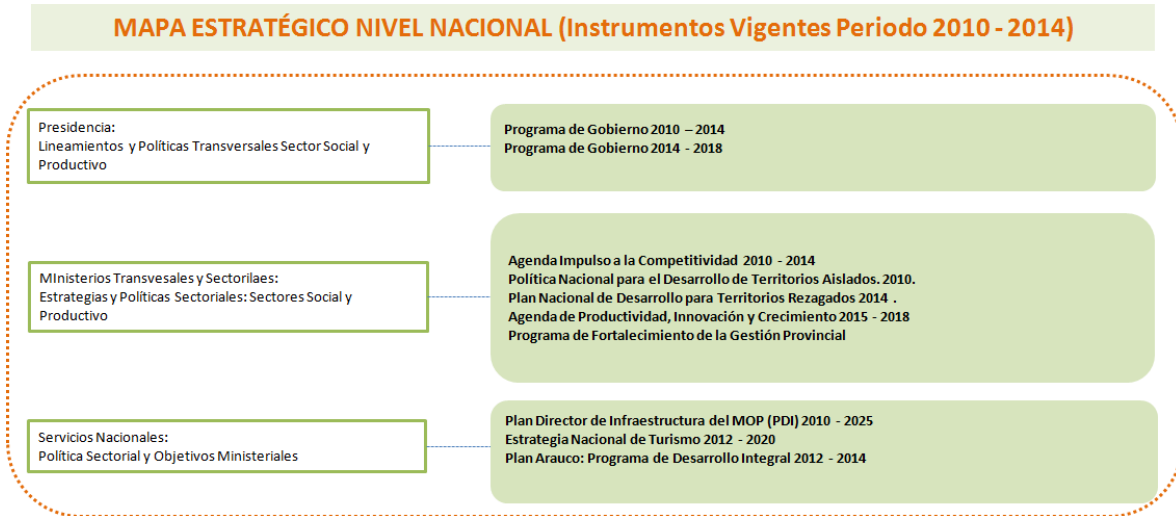 MAPA ESTRATÉGICO NIVEL NACIONAL (Instrumentos Vigentes Periodo 2010 - 2014)
Presidencia:
Lineamientos y Políticas Transversales Sector Social y
Productivo
Programa de Gobierno 2010 – 2014
Programa de Gobierno 2014 - 2018
MInisterios Transvesales y Sectorilaes:
Estrategias y Políticas Sectoriales: Sectores Social y
Productivo
Agenda Impulso a la Competitividad 2010 - 2014
Política Nacional para el Desarrollo de Territorios Aislados. 2010.
Plan Nacional de Desarrollo para Territorios Rezagados 2014 .
Agenda de Productividad, Innovación y Crecimiento 2015 - 2018
Programa de Fortalecimiento de la Gestión Provincial
Servicios Nacionales:
Política Sectorial y Objetivos Ministeriales
Plan Director de Infraestructura del MOP (PDI) 2010 - 2025
Estrategia Nacional de Turismo 2012 - 2020
Plan Arauco: Programa de Desarrollo Integral 2012 - 2014